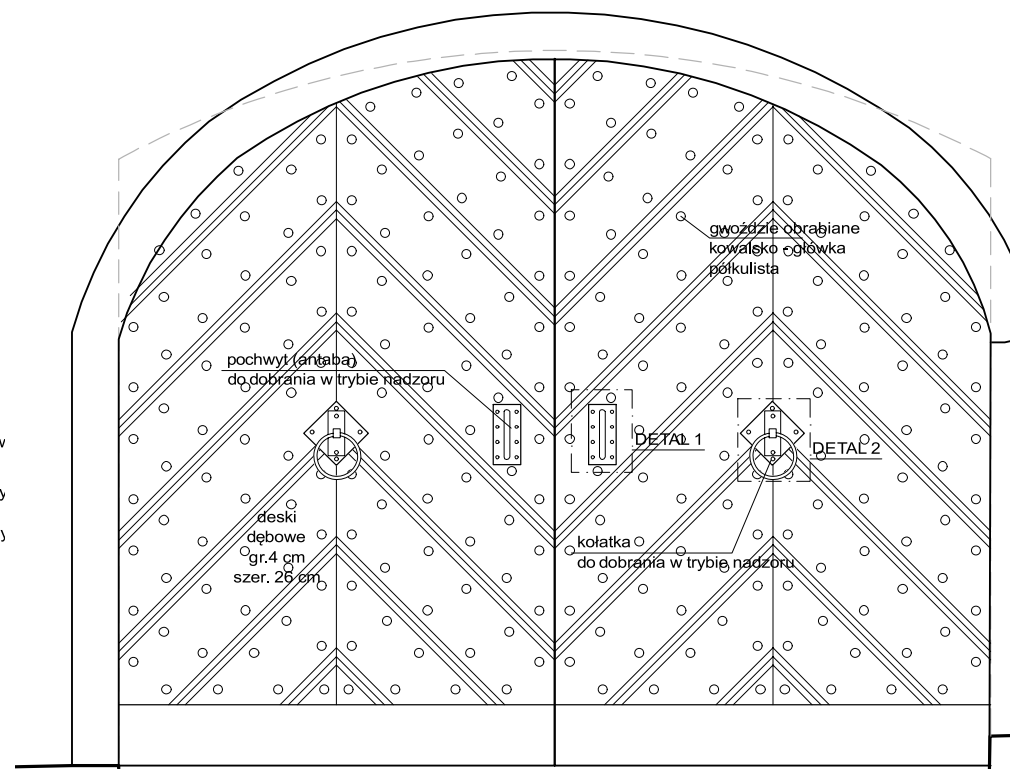 gwoździe obrabiane
kowalsko - główka
półkulista
pochwyt (antaba)
do dobrania w trybie nadzoru
DETAL 1
DETAL 2
deski
dębowe
gr.4 cm
szer. 26 cm
kołatka
do dobrania w trybie nadzoru